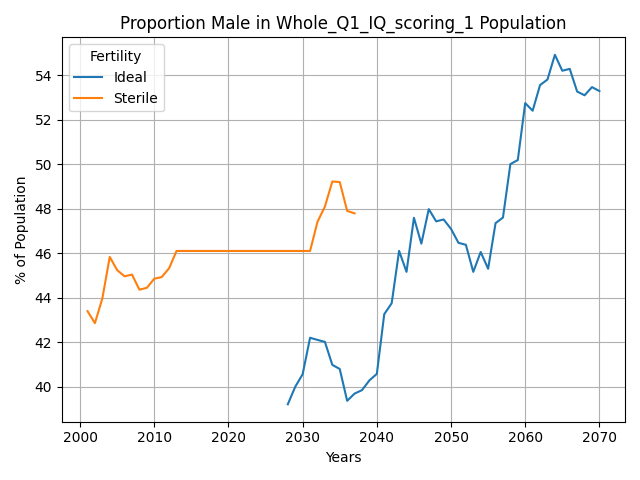 Proportion Male in Whole_Q1_IQ_scoring_1 Population
Fertility
Ideal
Sterile
% of Population
54
52
50
48
46
44
42
40
2000 2010 2020 2030 2040 2050 2060 2070
Years